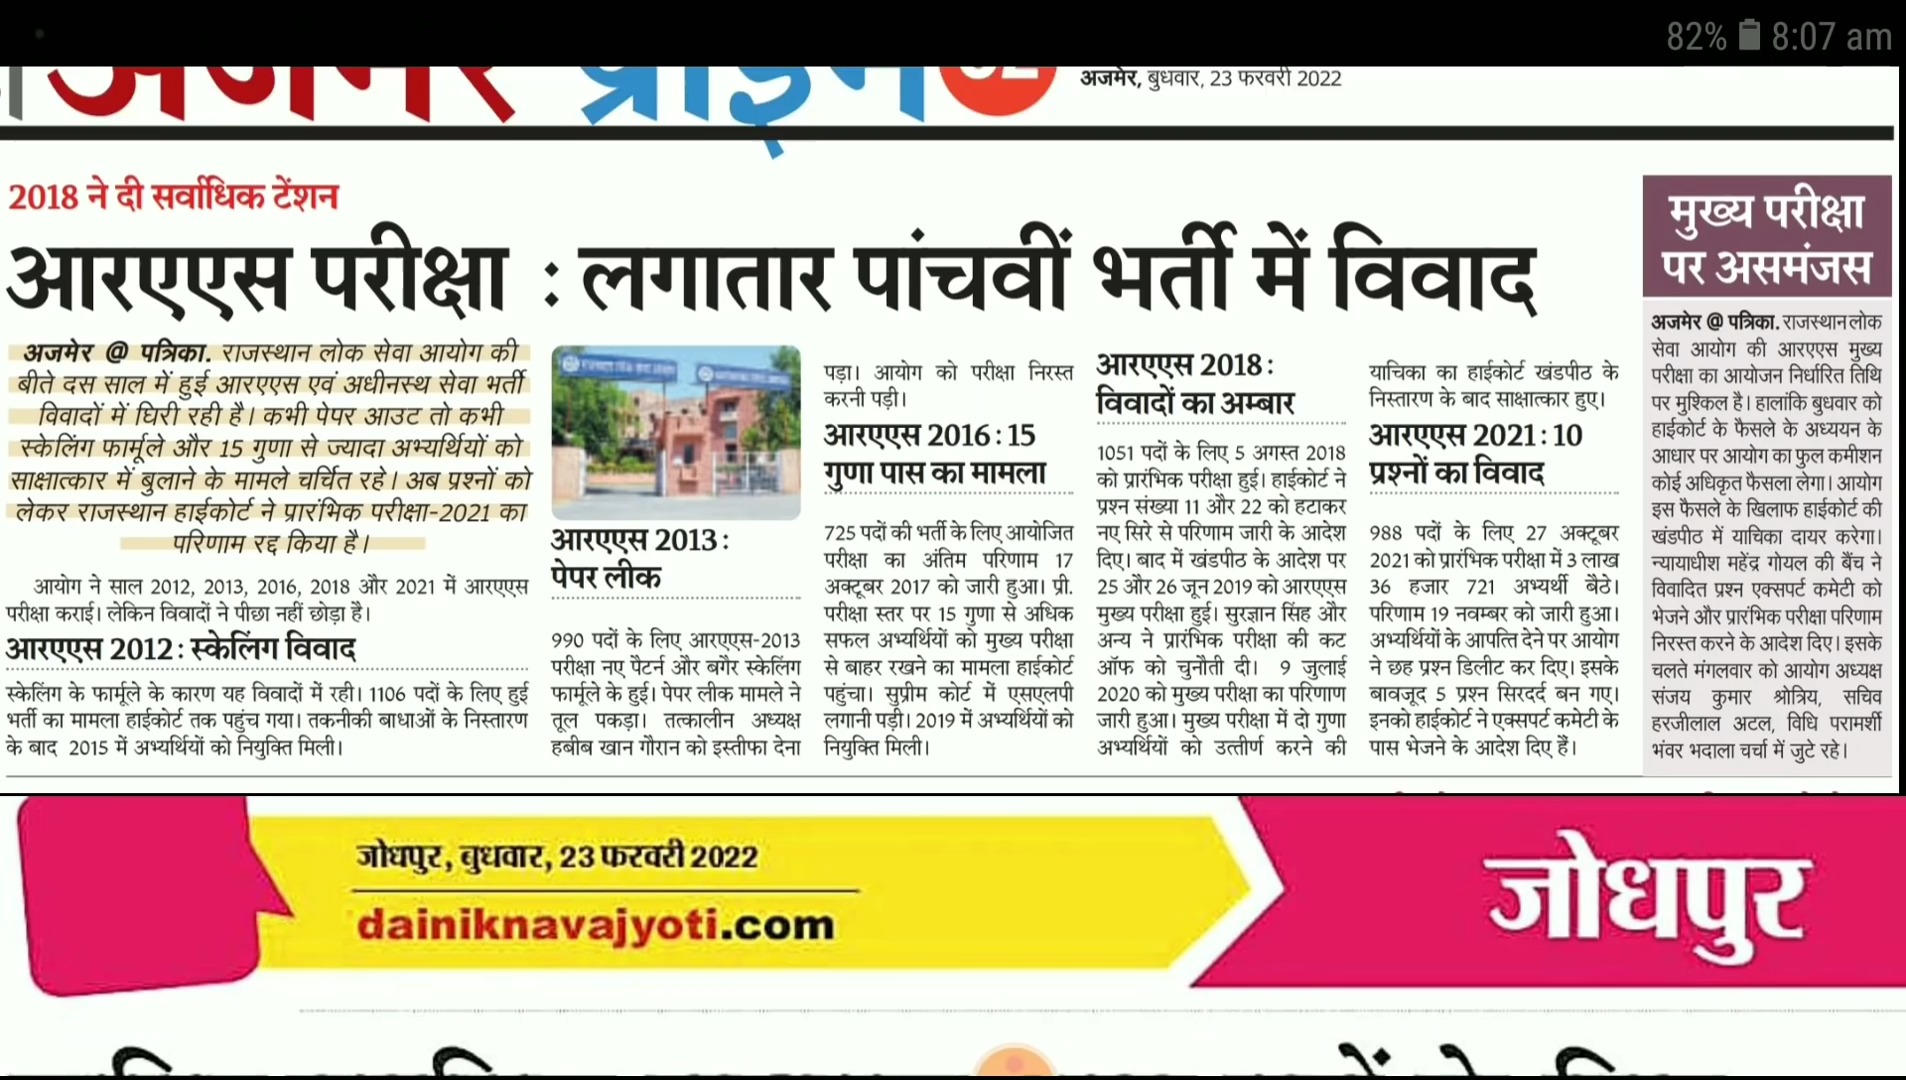 82% 8:07 am
अजमेर प्राइम 02
अजमेर, बुधवार, 23 फरवरी 2022
2018 ने दी सर्वाधिक टेंशन
आरएएस परीक्षा : लगातार पांचवीं भर्ती में विवाद
अजमेर @ पत्रिका. राजस्थान लोक सेवा आयोग की
बीते दस साल में हुई आरएएस एवं अधीनस्थ सेवा भर्ती
विवादों में घिरी रही है। कभी पेपर आउट तो कभी
स्केलिंग फार्मूले और 15 गुणा से ज्यादा अभ्यर्थियों को
साक्षात्कार में बुलाने के मामले चर्चित रहे। अब प्रश्नों को
लेकर राजस्थान हाईकोर्ट ने प्रारंभिक परीक्षा-2021 का
परिणाम रद्द किया है।
आयोग ने साल 2012, 2013, 2016, 2018 और 2021 में आरएएस
परीक्षा कराई। लेकिन विवादों ने पीछा नहीं छोड़ा है।
आरएएस 2012 : स्केलिंग विवाद
स्केलिंग के फार्मूले के कारण यह विवादों में रही। 1106 पदों के लिए हुई
भर्ती का मामला हाईकोर्ट तक पहुंच गया। तकनीकी बाधाओं के निस्तारण
के बाद 2015 में अभ्यर्थियों को नियुक्ति मिली।
आरएएस 2013 :
पेपर लीक
990 पदों के लिए आरएएस-2013
परीक्षा नए पैटर्न और बगैर स्केलिंग
फार्मूले के हुई। पेपर लीक मामले ने
तूल पकड़ा। तत्कालीन अध्यक्ष
हबीब खान गौरान को इस्तीफा देना
पड़ा। आयोग को परीक्षा निरस्त
करनी पड़ी।
आरएएस 2016 : 15
गुणा पास का मामला
725 पदों की भर्ती के लिए आयोजित
परीक्षा का अंतिम परिणाम 17
अक्टूबर 2017 को जारी हुआ। प्री.
परीक्षा स्तर पर 15 गुणा से अधिक
सफल अभ्यर्थियों को मुख्य परीक्षा
से बाहर रखने का मामला हाईकोर्ट
पहुंचा। सुप्रीम कोर्ट में एसएलपी
लगानी पड़ी। 2019 में अभ्यर्थियों को
नियुक्ति मिली।
आरएएस 2018 :
विवादों का अम्बार
1051 पदों के लिए 5 अगस्त 2018
को प्रारंभिक परीक्षा हुई। हाईकोर्ट ने
प्रश्न संख्या 11 और 22 को हटाकर
नए सिरे से परिणाम जारी के आदेश
दिए। बाद में खंडपीठ के आदेश पर
25 और 26 जून 2019 को आरएएस
मुख्य परीक्षा हुई। सुरज्ञान सिंह और
अन्य ने प्रारंभिक परीक्षा की कट
ऑफ को चुनौती दी। 9 जुलाई
2020 को मुख्य परीक्षा का परिणाम
जारी हुआ। मुख्य परीक्षा में दो गुणा
अभ्यर्थियों को उत्तीर्ण करने की
याचिका का हाईकोर्ट खंडपीठ के
निस्तारण के बाद साक्षात्कार हुए।
आरएएस 2021 : 10
प्रश्नों का विवाद
988 पदों के लिए 27 अक्टूबर
2021 को प्रारंभिक परीक्षा में 3 लाख
36 हजार 721 अभ्यर्थी बैठे।
परिणाम 19 नवम्बर को जारी हुआ।
अभ्यर्थियों के आपत्ति देने पर आयोग
ने छह प्रश्न डिलीट कर दिए। इसके
बावजूद 5 प्रश्न सिरदर्द बन गए।
इनको हाईकोर्ट ने एक्सपर्ट कमेटी के
पास भेजने के आदेश दिए हैं।
मुख्य परीक्षा
पर असमंजस
अजमेर @ पत्रिका. राजस्थान लोक
सेवा आयोग की आरएएस मुख्य
परीक्षा का आयोजन निर्धारित तिथि
पर मुश्किल है। हालांकि बुधवार को
हाईकोर्ट के फैसले के अध्ययन के
आधार पर आयोग का फुल कमीशन
कोई अधिकृत फैसला लेगा। आयोग
इस फैसले के खिलाफ हाईकोर्ट की
खंडपीठ में याचिका दायर करेगा।
न्यायाधीश महेंद्र गोयल की बैंच ने
विवादित प्रश्न एक्सपर्ट कमेटी को
भेजने और प्रारंभिक परीक्षा परिणाम
निरस्त करने के आदेश दिए। इसके
चलते मंगलवार को आयोग अध्यक्ष
संजय कुमार श्रोत्रिय, सचिव
हरजीलाल अटल, विधि परामर्शी
भंवर भदाला चर्चा में जुटे रहे।
जोधपुर, बुधवार, 23 फरवरी 2022
dainiknavajyoti.com
जोधपुर